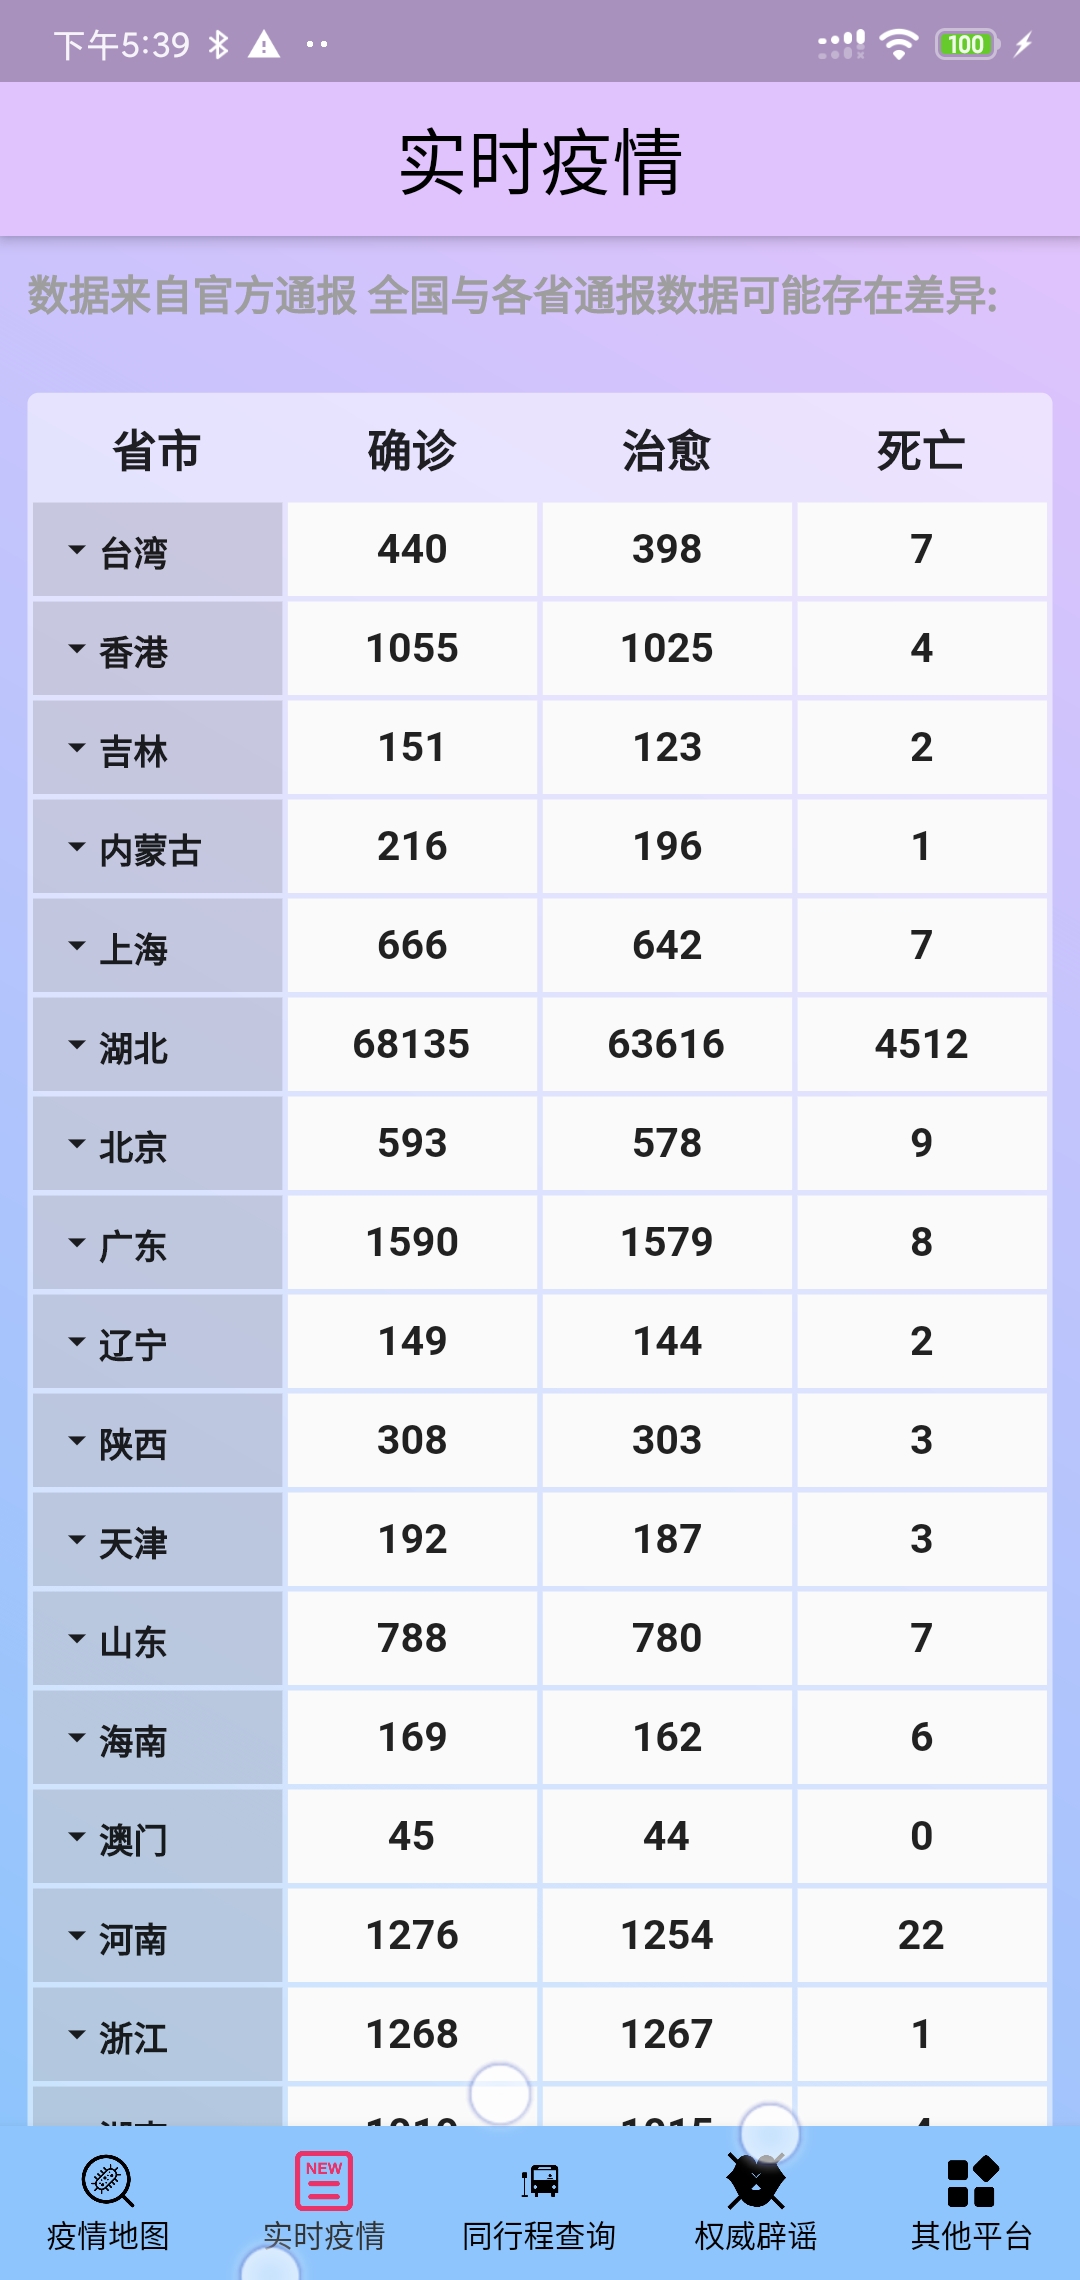 下午5:39
100
实时疫情
数据来自官方通报 全国与各省通报数据可能存在差异:
省市 确诊 治愈 死亡
台湾 440 398 7
香港 1055 1025 4
吉林 151 123 2
内蒙古 216 196 1
上海 666 642 7
湖北 68135 63616 4512
北京 593 578 9
广东 1590 1579 8
辽宁 149 144 2
陕西 308 303 3
天津 192 187 3
山东 788 780 7
海南 169 162 6
澳门 45 44 0
河南 1276 1254 22
浙江 1268 1267 1
NEW
疫情地图 实时疫情 同行程查询 权威辟谣 其他平台